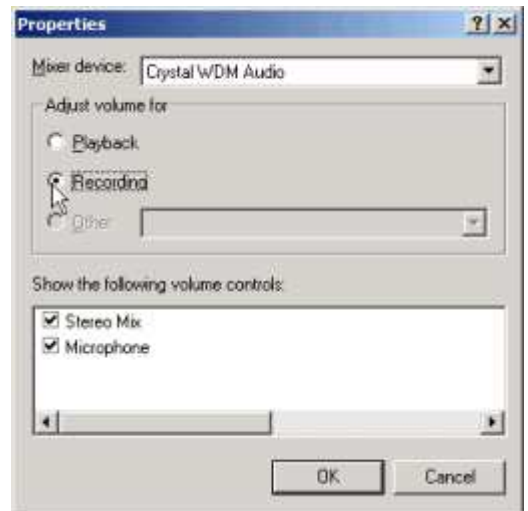 Properties
Mixer device: Crystal WDM Audio
Adjust volume for
Playback
Recording
Other
Show the following volume controls:
Stereo Mix
Microphone
OK Cancel